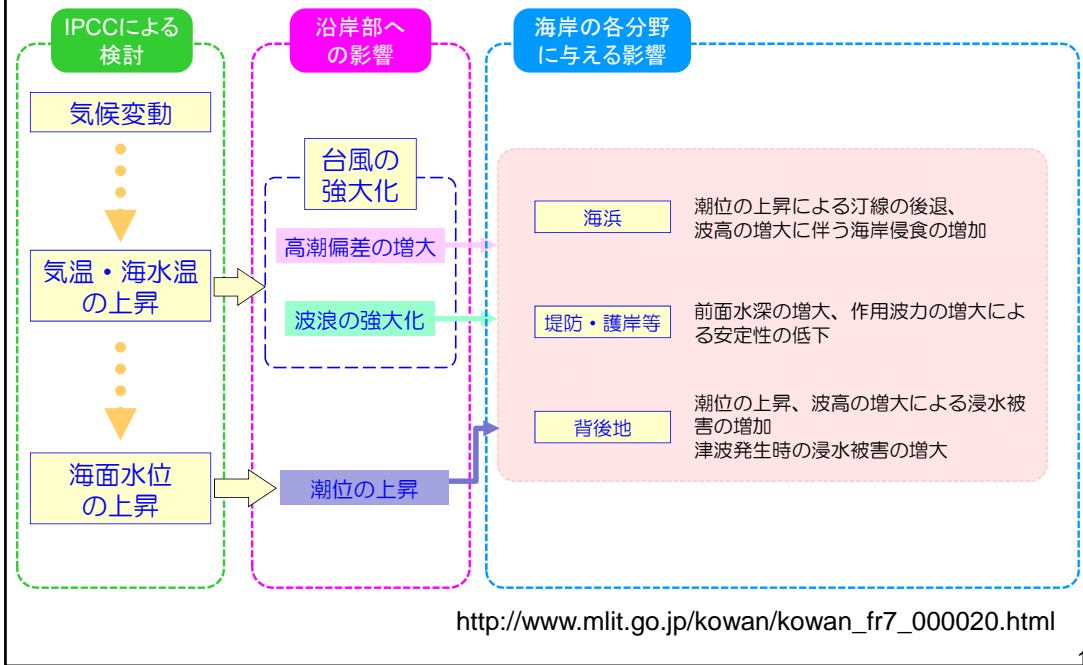 IPCCによる
検討
気候変動
気温・海水温
の上昇
海面水位
の上昇
沿岸部へ
の影響
台風の
強大化
高潮偏差の増大
波浪の強大化
潮位の上昇
海岸の各分野
に与える影響
海浜
潮位の上昇による汀線の後退、
波高の増大に伴う海岸侵食の増加
堤防・護岸等
前面水深の増大、作用波力の増大によ
る安定性の低下
背後地
潮位の上昇、波高の増大による浸水被
害の増加
津波発生時の浸水被害の増大
http://www.mlit.go.jp/kowan/kowan_fr7_000020.html